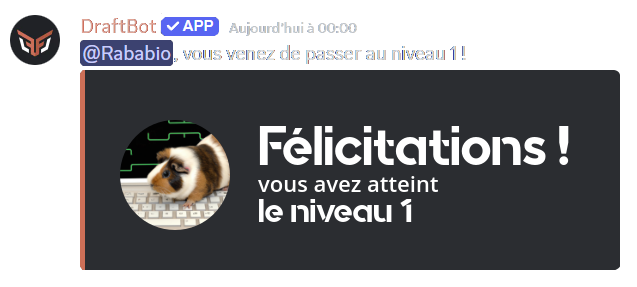 DraftBot APP Aujourd'hui à 00:00
@Rababio, vous venez de passer au niveau 1 !
Félicitations !
vous avez atteint
le niveau 1